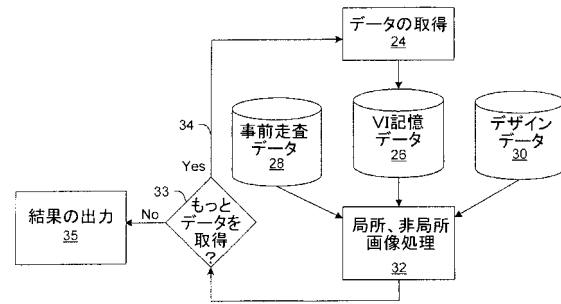 データの取得
24
34
事前走査
データ
28
VI記憶
データ
26
デザイン
データ
30
Yes
33
もっと
データを
取得
?
No
結果の出力
35
局所、非局所
画像処理
32